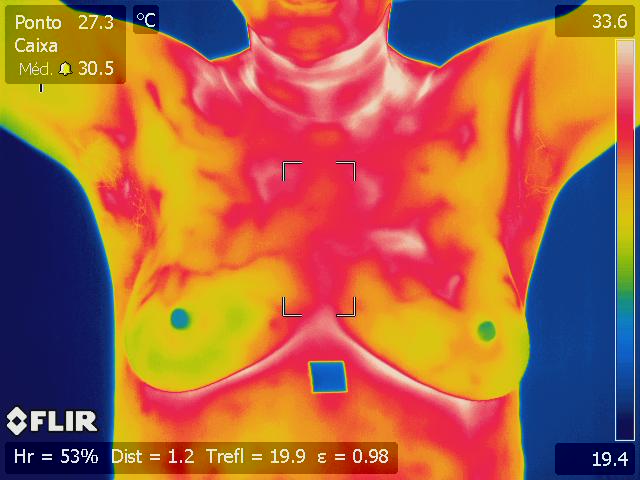 Ponto 27.3 °C
Caixa
Méd. 30.5
33.6
FLIR
Hr = 53% Dist = 1.2 Trefl = 19.9 ε = 0.98
19.4